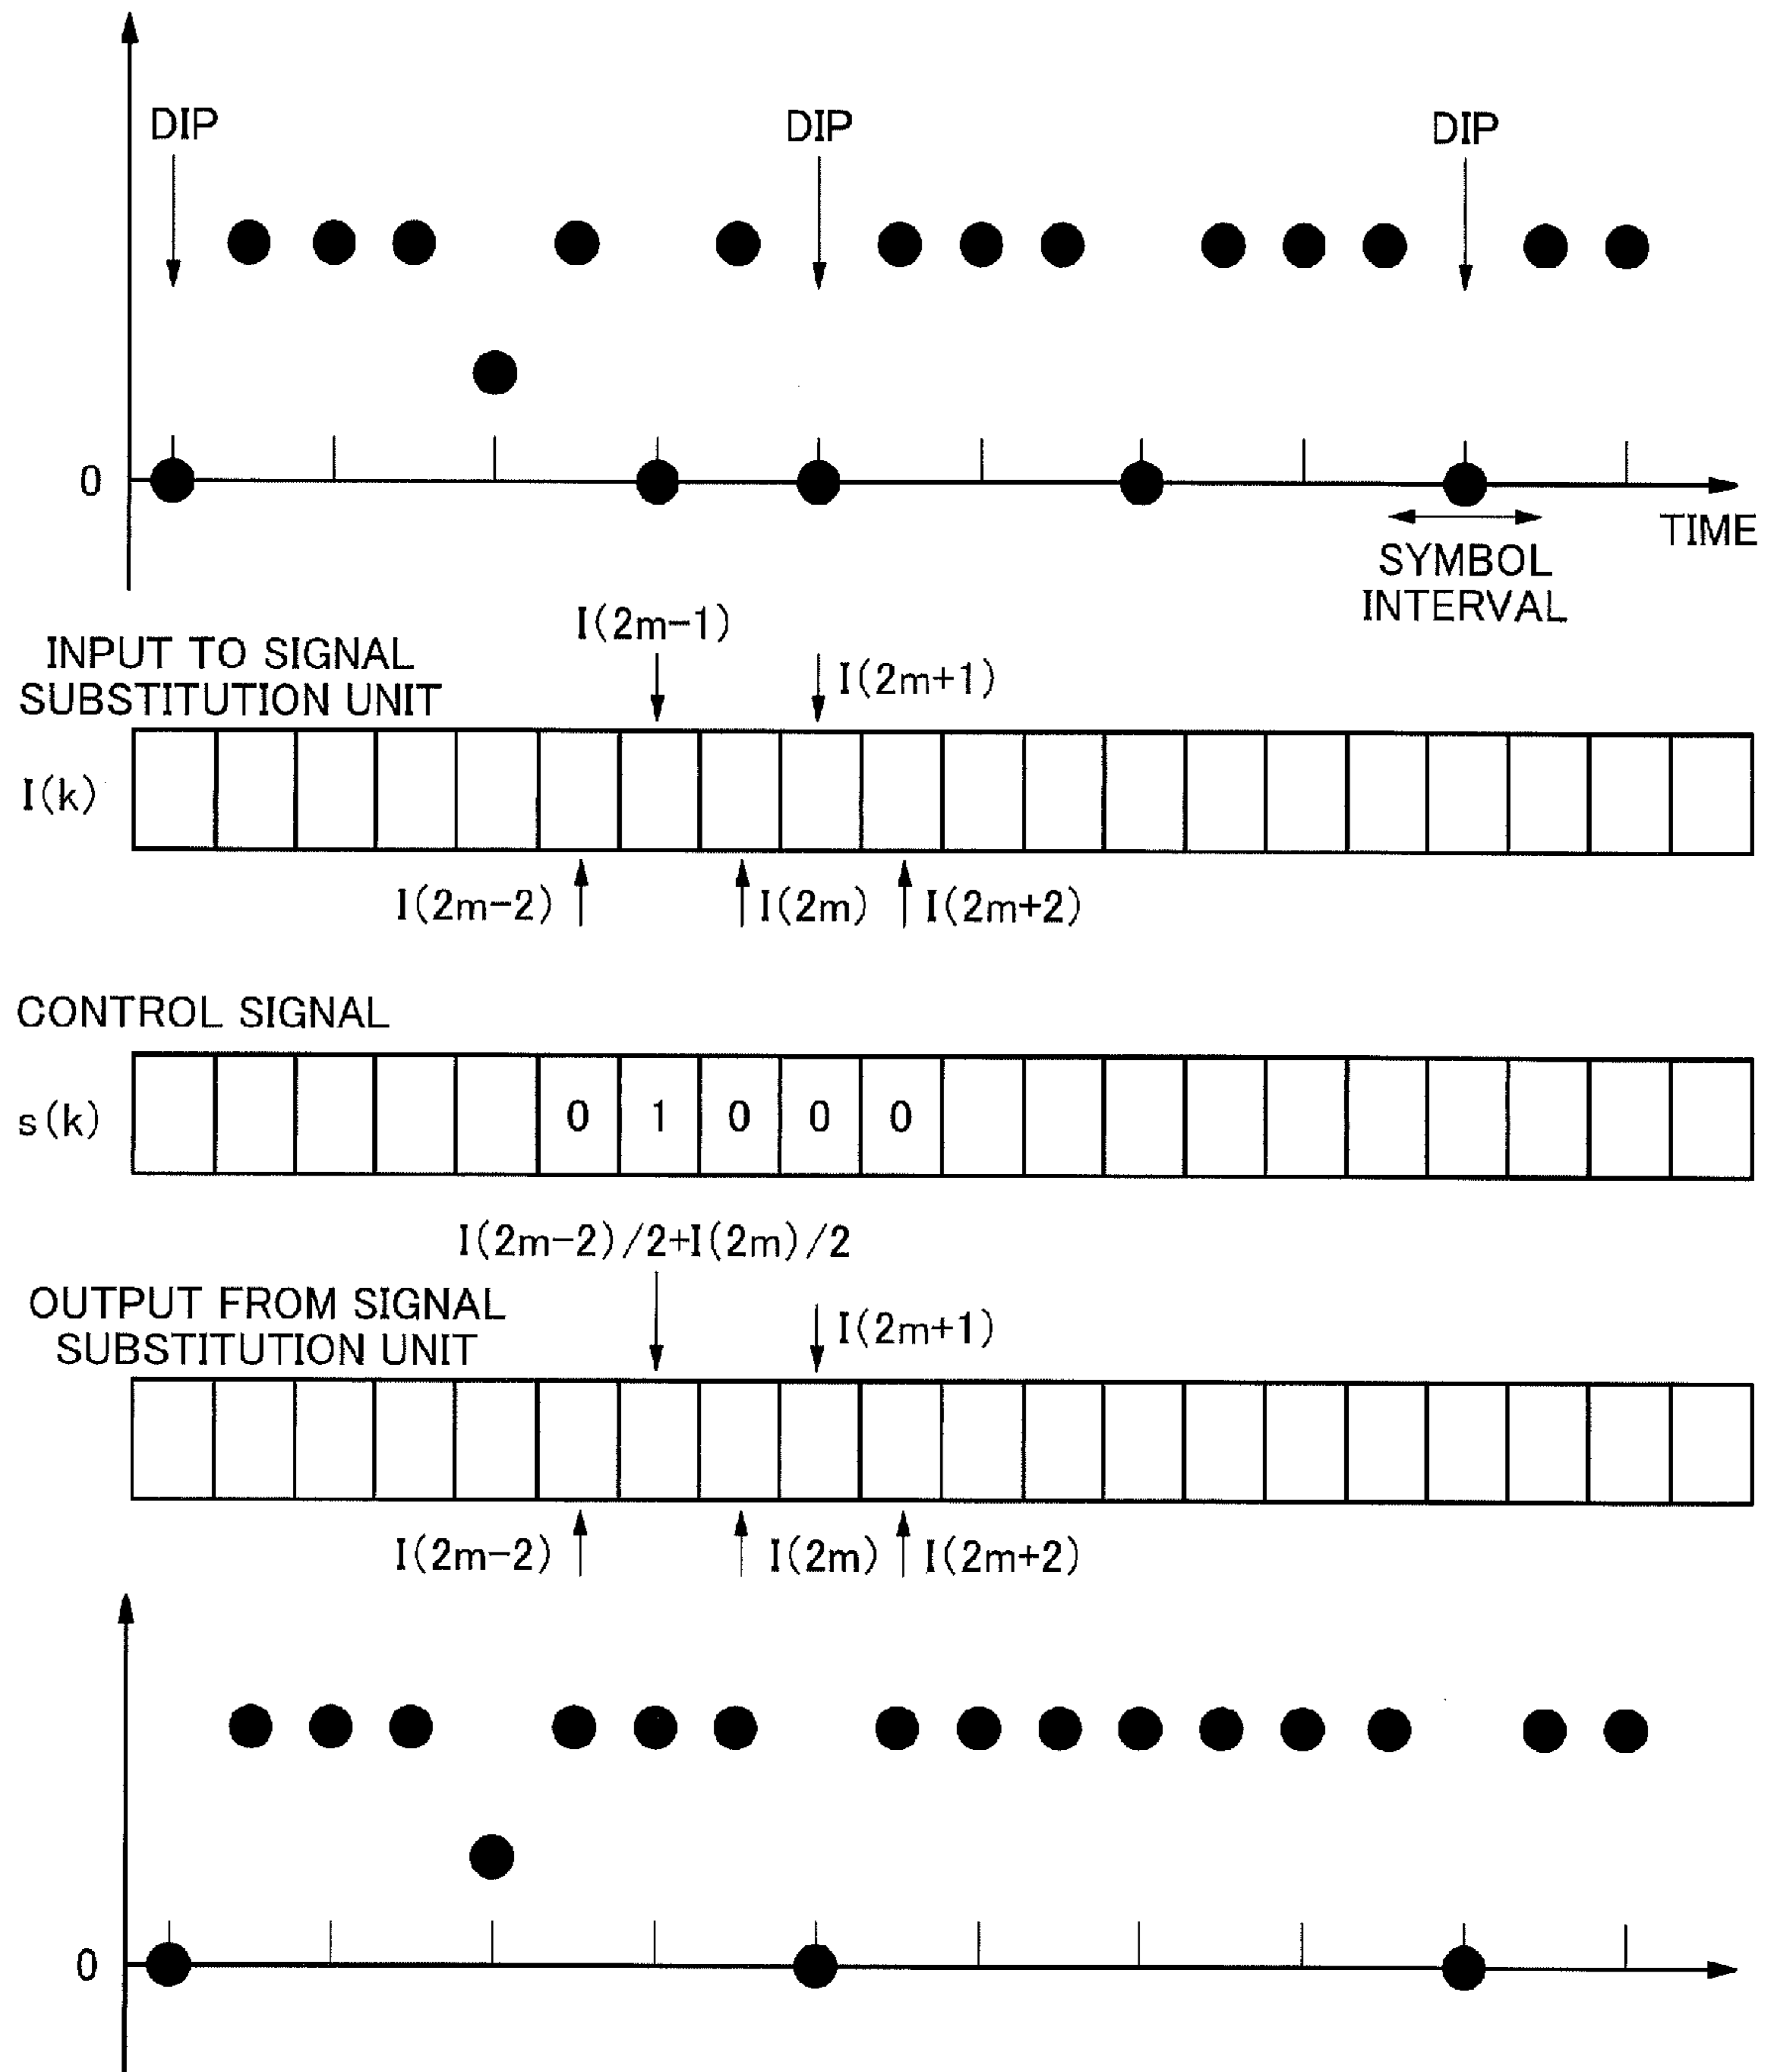 DIP
DIP
DIP
0
TIME
SYMBOL
INTERVAL
I(2m-1)
INPUT TO SIGNAL
SUBSTITUTION UNIT
I(2m+1)
I(k)
I(2m-2)
I(2m)
I(2m+2)
CONTROL SIGNAL
s(k)
0 1 0 0 0
I(2m-2)/2+I(2m)/2
OUTPUT FROM SIGNAL
SUBSTITUTION UNIT
I(2m+1)
I(2m-2)
I(2m)
I(2m+2)
0